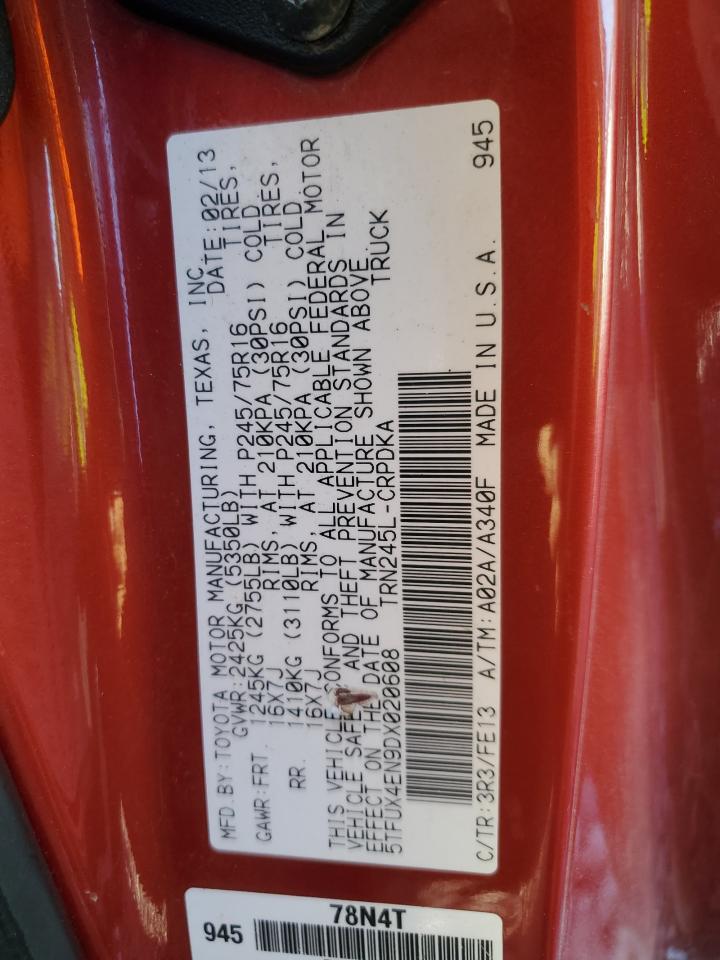 MFD.BY:TOYOTA MOTOR MANUFACTURING, TEXAS, INC.
GVWR:2425KG (5350LB) DATE:02/13
GAWR:FRT. 1245KG (2755LB) WITH P245/75R16 TIRES,
16X7J RIMS, AT 210KPA (30PSI) COLD
RR. 1410KG (3110LB) WITH P245/75R16 TIRES,
16X7J RIMS, AT 210KPA (30PSI) COLD
THIS VEHICLE CONFORMS TO ALL APPLICABLE FEDERAL MOTOR
VEHICLE AND THEFT PREVENTION STANDARDS IN
EFFECT ON THE DATE OF MANUFACTURE SHOWN ABOVE.
5TFUX4EN9DX020608 TRN245L-CRPDKA TRUCK
C/TR:3R3/FE13 A/TM:A02A/A340F MADE IN U.S.A. 945
78N4T
945